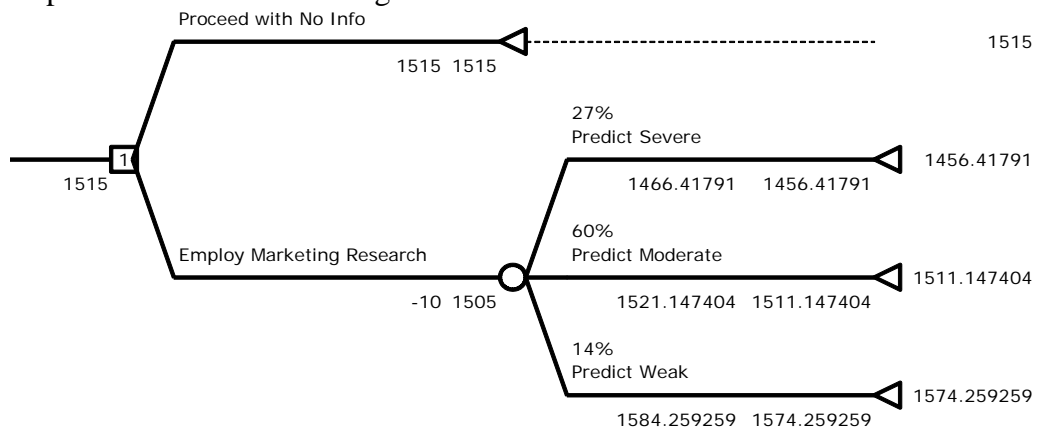 Proceed with No Info
1515 1515
1515
27%
Predict Severe
1
1456.41791
1515
1466.41791 1456.41791
60%
Employ Marketing Research
Predict Moderate
1511.147404
-10 1505
1521.147404 1511.147404
14%
Predict Weak
1574.259259
1584.259259 1574.259259